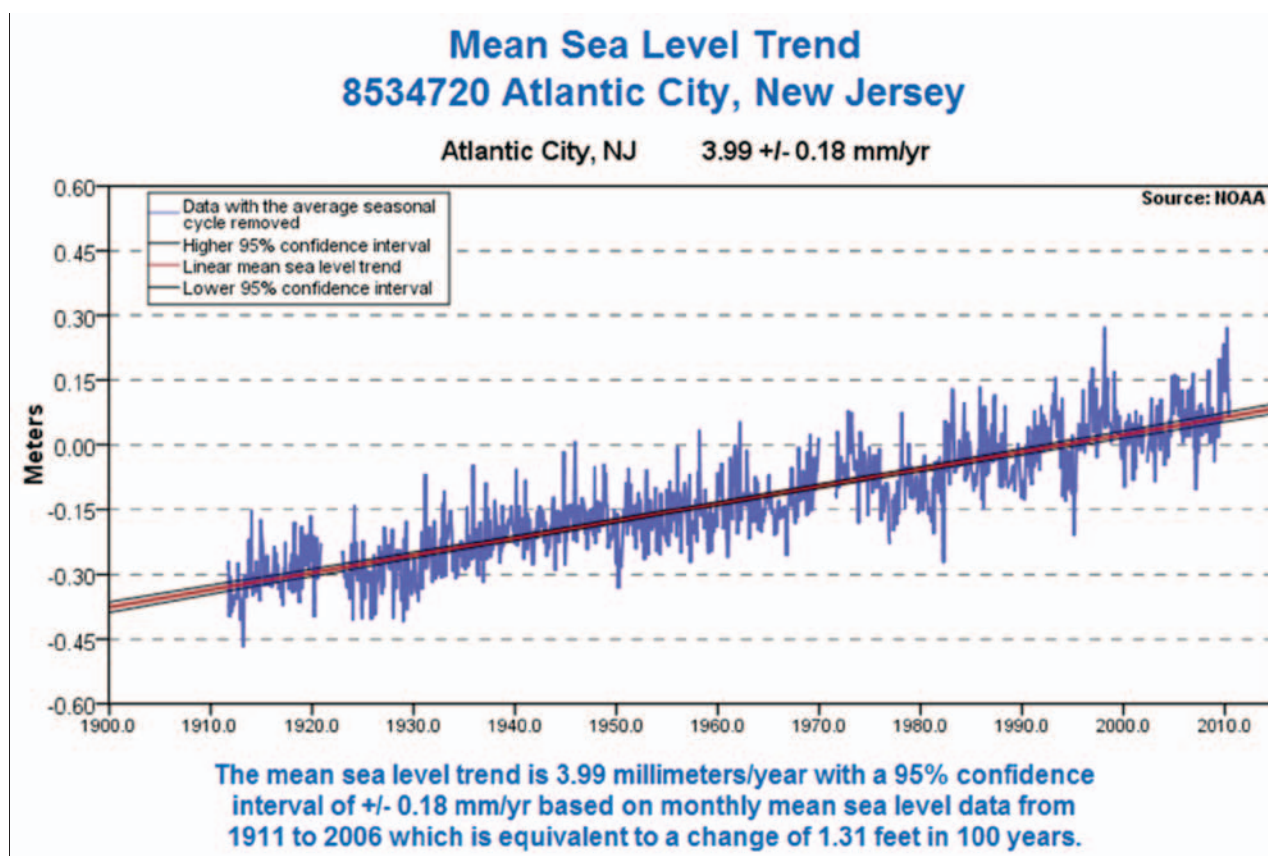 Mean Sea Level Trend
8534720 Atlantic City, New Jersey
Atlantic City, NJ 3.99 +/- 0.18 mm/yr
Source: NOAA
Data with the average seasonal
cycle removed
Higher 95% confidence interval
Linear mean sea level trend
Lower 95% confidence interval
Meters
0.60
0.45
0.30
0.15
0.00
-0.15
-0.30
-0.45
-0.60
1900.0 1910.0 1920.0 1930.0 1940.0 1950.0 1960.0 1970.0 1980.0 1990.0 2000.0 2010.0
The mean sea level trend is 3.99 millimeters/year with a 95% confidence
interval of +/- 0.18 mm/yr based on monthly mean sea level data from
1911 to 2006 which is equivalent to a change of 1.31 feet in 100 years.